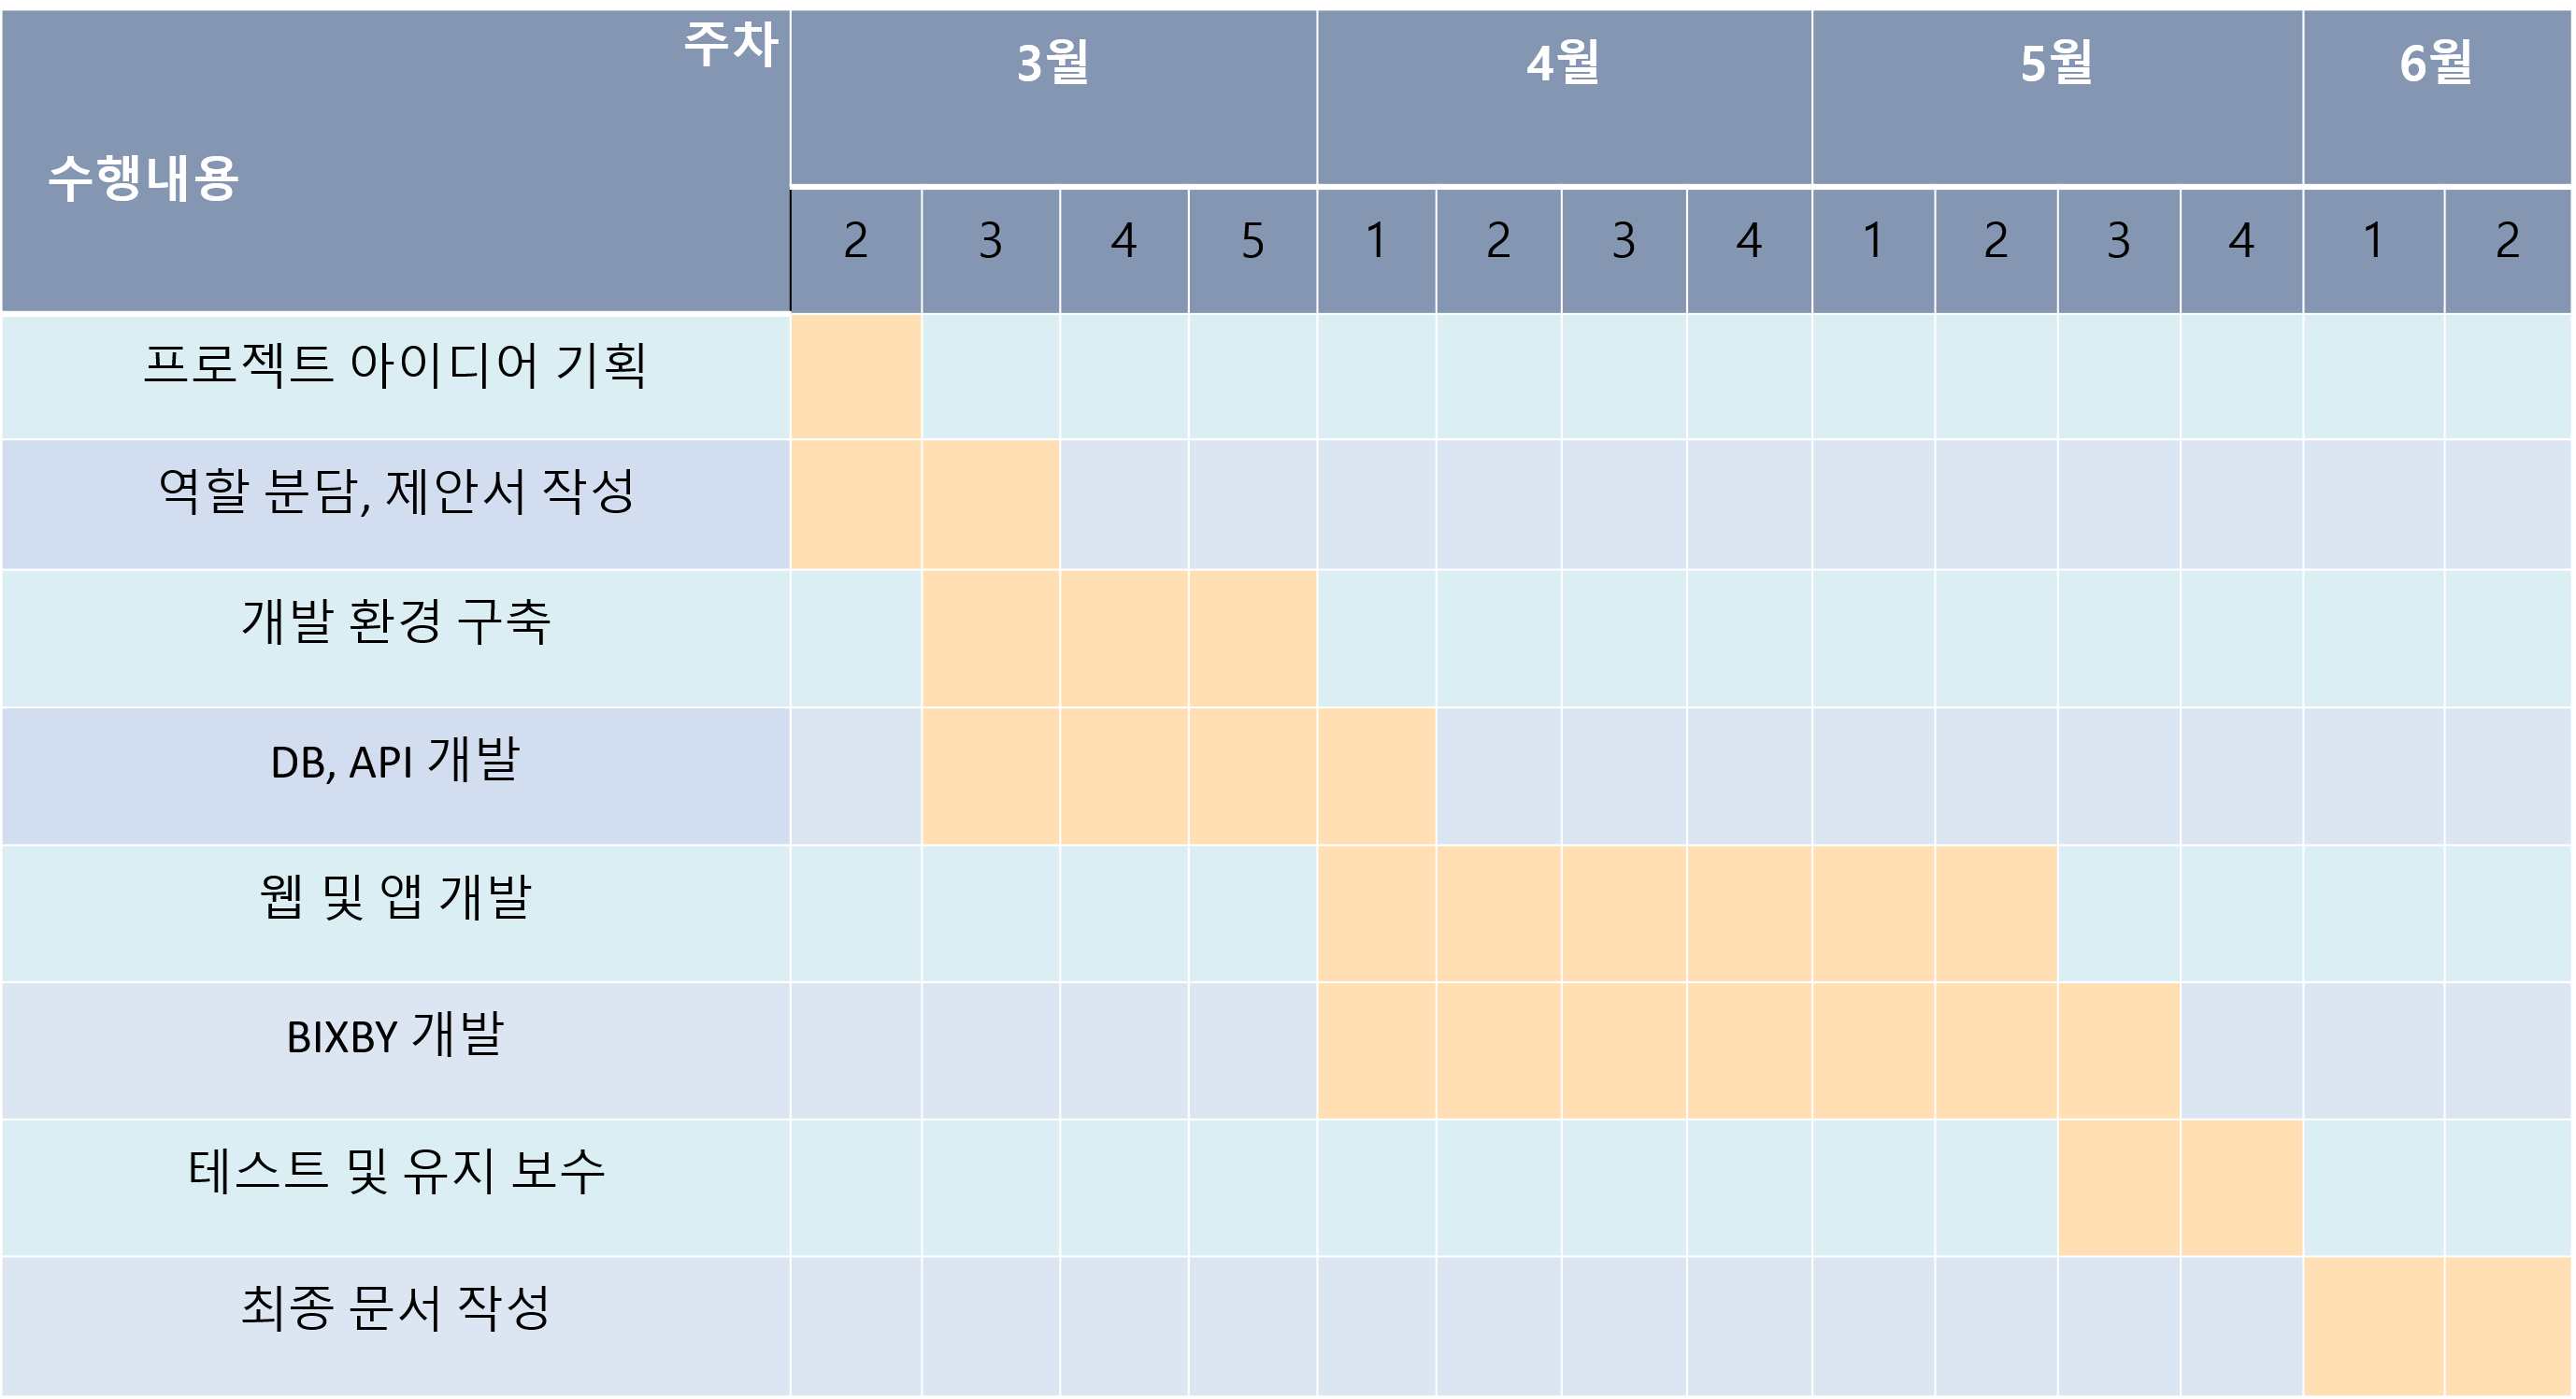 주차 3월 4월 5월 6월
수행내용
2 3 4 5 1 2 3 4 1 2 3 4 1 2
프로젝트 아이디어 기획
역할 분담, 제안서 작성
개발 환경 구축
DB, API 개발
웹 및 앱 개발
BIXBY 개발
테스트 및 유지 보수
최종 문서 작성